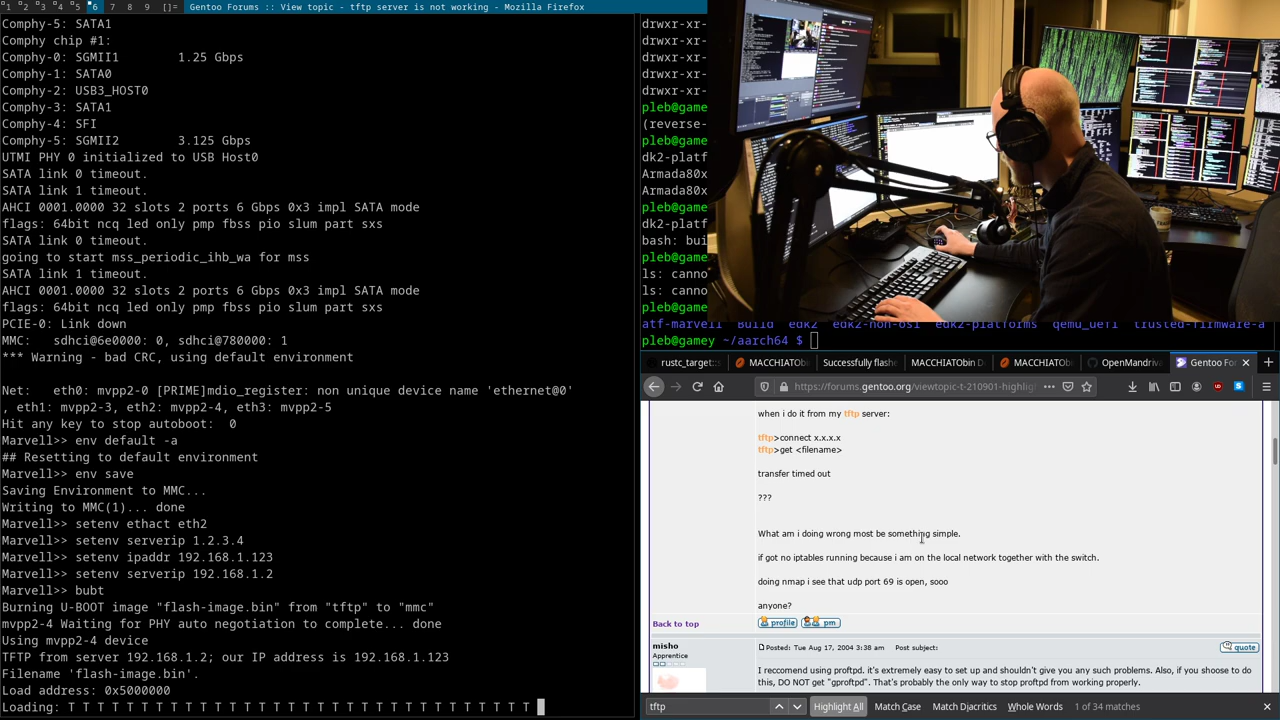 1 2 3 4 5 6 7 8 9 []= Gentoo Forums :: View topic - tftp server is not working - Mozilla Firefox
Comphy-5: SATA1
Comphy chip #1:
Comphy-0: SGMII1 1.25 Gbps
Comphy-1: SATA0
Comphy-2: USB3_HOST0
Comphy-3: SATA1
Comphy-4: SFI
Comphy-5: SGMII2 3.125 Gbps
UTMI PHY 0 initialized to USB Host0
SATA link 0 timeout.
SATA link 1 timeout.
AHCI 0001.0000 32 slots 2 ports 6 Gbps 0x3 impl SATA mode
flags: 64bit ncq led only pmp fbss pio slum part sxs
SATA link 0 timeout.
going to start mss_periodic_ihb_wa for mss
SATA link 1 timeout.
AHCI 0001.0000 32 slots 2 ports 6 Gbps 0x3 impl SATA mode
flags: 64bit ncq led only pmp fbss pio slum part sxs
PCIE-0: Link down
MMC: sdhci@6e0000: 0, sdhci@780000: 1
*** Warning - bad CRC, using default environment
Net: eth0: mvpp2-0 [PRIME]mdio_register: non unique device name 'ethernet@0'
, eth1: mvpp2-3, eth2: mvpp2-4, eth3: mvpp2-5
Hit any key to stop autoboot: 0
Marvell>> env default -a
## Resetting to default environment
Marvell>> env save
Saving Environment to MMC...
Writing to MMC(1)... done
Marvell>> setenv ethact eth2
Marvell>> setenv serverip 1.2.3.4
Marvell>> setenv ipaddr 192.168.1.123
Marvell>> setenv serverip 192.168.1.2
Marvell>> bubt
Burning U-BOOT image "flash-image.bin" from "tftp" to "mmc"
mvpp2-4 Waiting for PHY auto negotiation to complete... done
Using mvpp2-4 device
TFTP from server 192.168.1.2; our IP address is 192.168.1.123
Filename 'flash-image.bin'.
Load address: 0x5000000
Loading: T T T T T T T T T T T T T T T T T T T T T T T T T T T T T T T T T T T T T T
drwxr-xr-
drwxr-xr-
drwxr-xr-
drwxr-xr-
drwxr-xr-
pleb@game
(reverse-
pleb@game
dk2-platf
Armada80x
Armada80x
pleb@game
dk2-platf
bash: bui
pleb@game
ls: canno
ls: canno
pleb@game
atf-marvell Build edk2 edk2-non-osi edk2-platforms qemu_uefi trusted-firmware-a
pleb@gamey ~/aarch64 $
rustc_target:: MACCHIATOb Successfully flashe MACCHIATObin D MACCHIATOb OpenMandriva Gentoo For
https://forums.gentoo.org/viewtopic-t-210901-highlig
when i do it from my tftp server:
tftp>connect x.x.x.x
tftp>get <filename>
transfer timed out
???
What am i doing wrong most be something simple.
if got no iptables running because i am on the local network together with the switch.
doing nmap i see that udp port 69 is open, sooo
anyone?
Back to top profile pm
misho
Apprentice
Posted: Tue Aug 17, 2004 3:38 am Post subject: quote
I reccomend using proftpd. it's extremely easy to set up and shouldn't give you any such problems. Also, if you shoose to do
this, DO NOT get "gproftpd". That's probably the only way to stop proftpd from working properly.
tftp Highlight All Match Case Match Diacritics Whole Words 1 of 34 matches